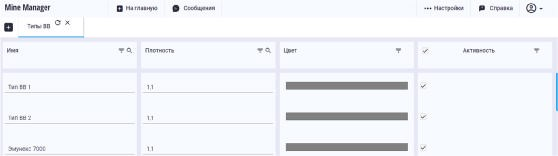 Mine Manager На главную Сообщения Настройки Справка
Типы ВВ
Имя Плотность Цвет Активность
Тип ВВ 1 1.1
Тип ВВ 2 1.1
Эмунекс 7000 1.1